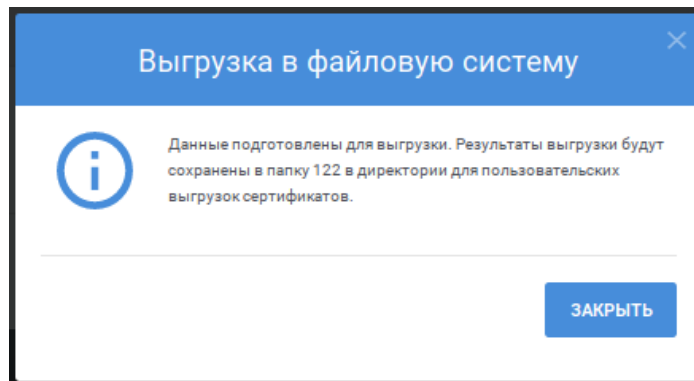 Выгрузка в файловую систему
Данные подготовлены для выгрузки. Результаты выгрузки будут
сохранены в папку 122 в директории для пользовательских
выгрузок сертификатов.
ЗАКРЫТЬ